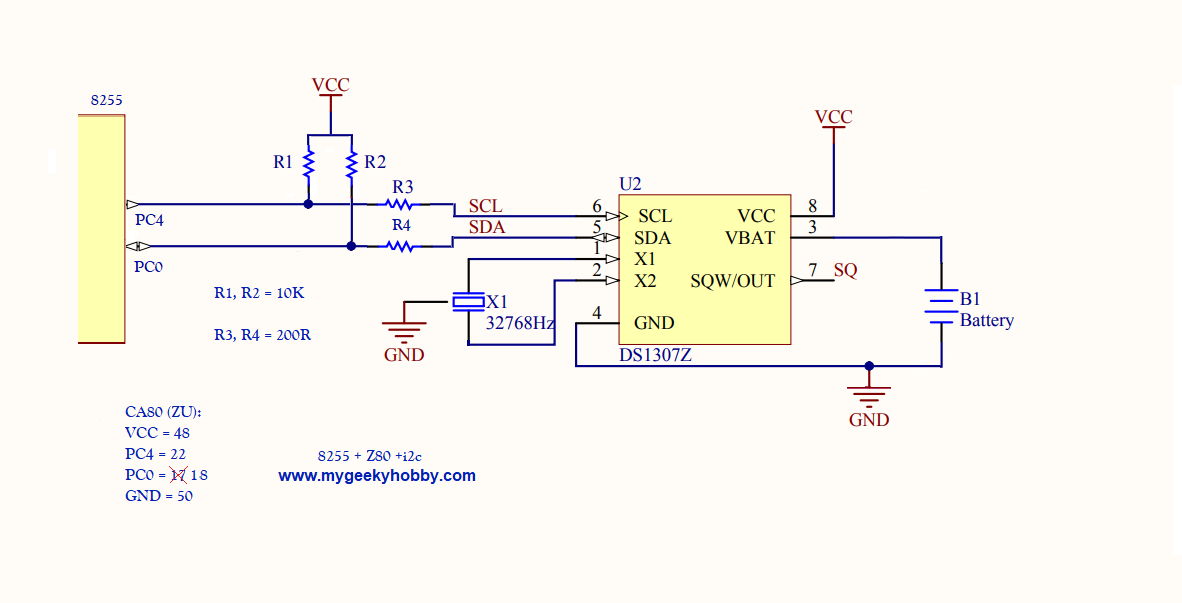 8255
VCC
R1
R2
PC4
PC0
R3
R4
SCL
SDA
R1, R2 = 10K
R3, R4 = 200R
U2
6
5
1
2
4
SCL
SDA
X1
X2
GND
VCC
VBAT
SQW/OUT
8
3
7
SQ
DS1307Z
VCC
X1
32768Hz
GND
B1
Battery
GND
CA80 (ZU):
VCC = 48
PC4 = 22
PC0 = 17 18
GND = 50
8255 + Z80 +i2c
www.mygeekyhobby.com